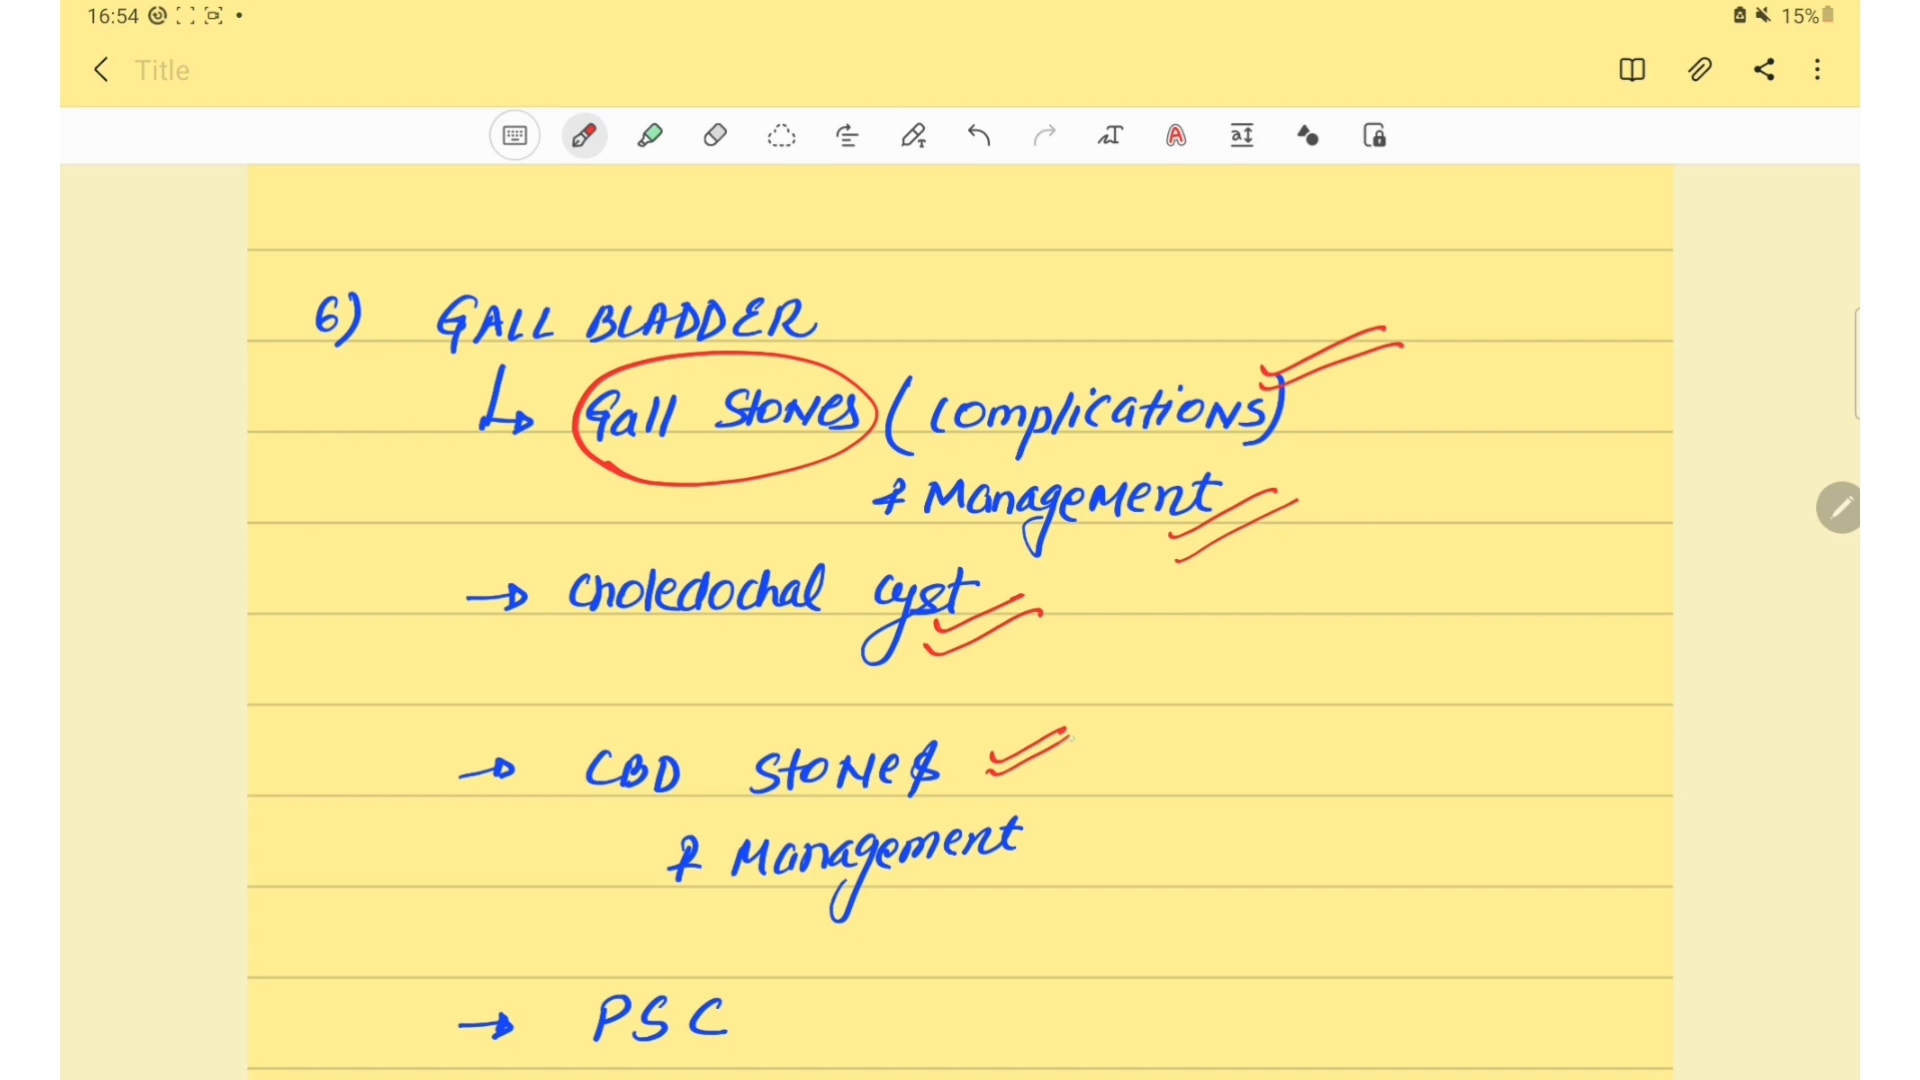 16:54
15%
Title
6) GALL BLADDER
↳ Gall Stones (complications)
& Management
→ Choledochal cyst
→ CBD Stones
& Management
→ PSC